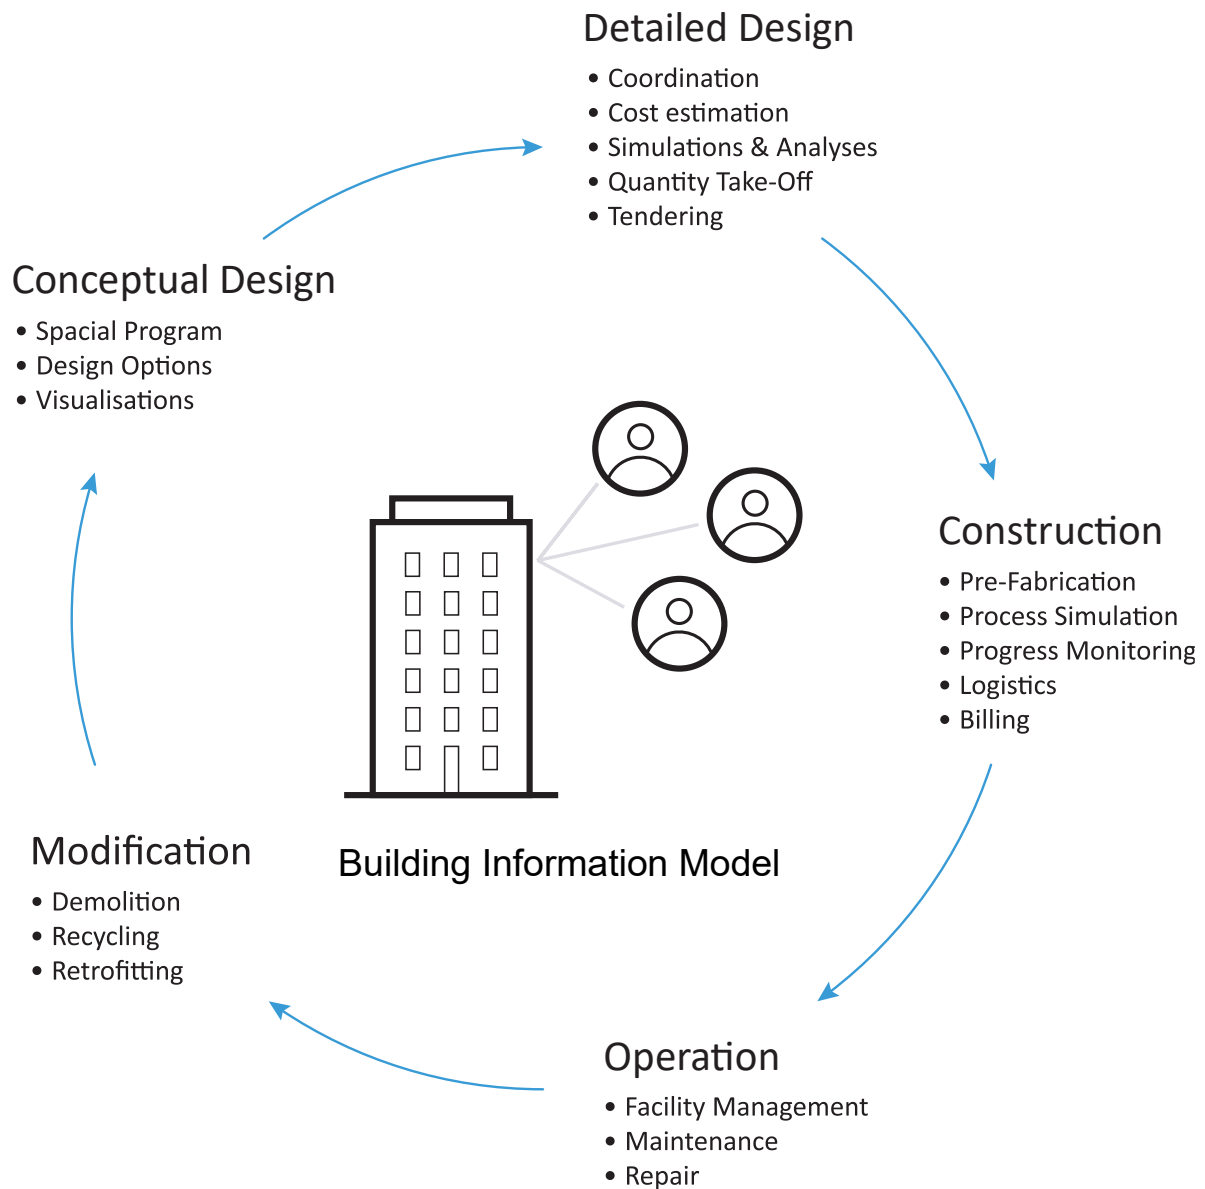 Detailed Design
• Coordination
• Cost estimation
• Simulations & Analyses
• Quantity Take-Off
• Tendering
Conceptual Design
• Spacial Program
• Design Options
• Visualisations
Construction
• Pre-Fabrication
• Process Simulation
• Progress Monitoring
• Logistics
• Billing
Modification
• Demolition
• Recycling
• Retrofitting
Building Information Model
Operation
• Facility Management
• Maintenance
• Repair